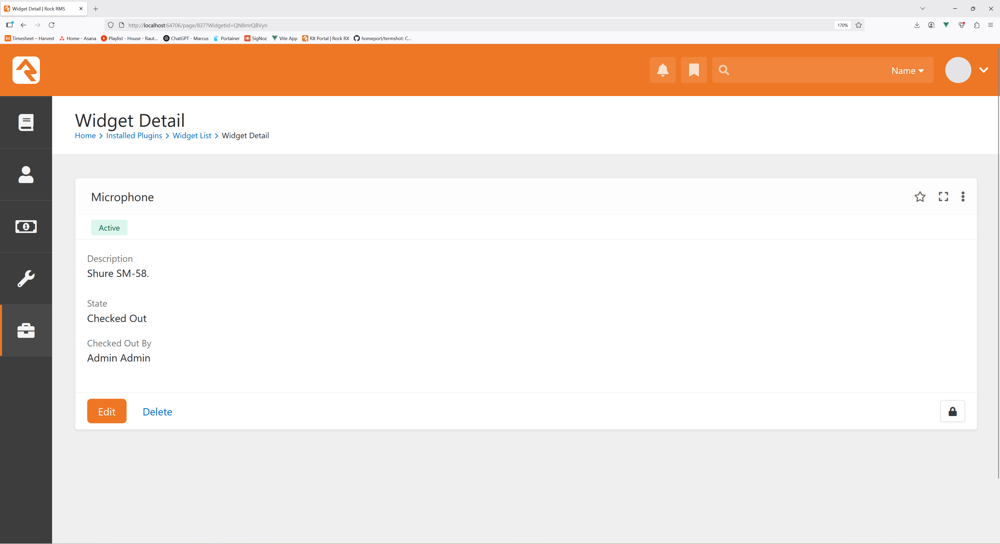 Widget Detail | Rock RMS
http://localhost:64706/page/837?WidgetId=QN8mrQBVyn
170%
Timesheet – Harvest
Home - Asana
Playlist - House - Raut...
ChatGPT - Marcus
Portainer
SigNoz
Vite App
RX Portal | Rock RX
homeport/termshot: C...
Name
Widget Detail
Home > Installed Plugins > Widget List > Widget Detail
Microphone
Active
Description
Shure SM-58.
State
Checked Out
Checked Out By
Admin Admin
Edit
Delete